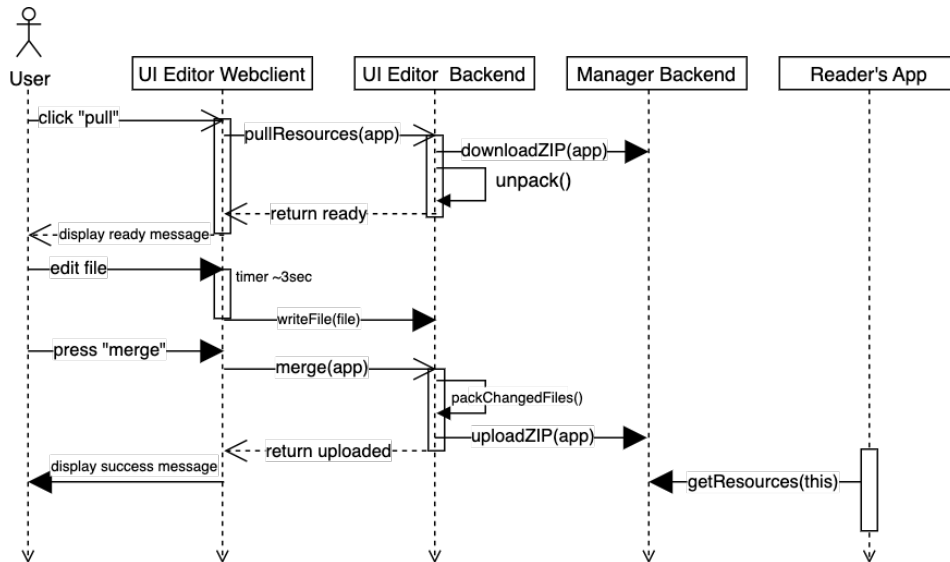 User
UI Editor Webclient
UI Editor  Backend
Manager Backend
Reader's App
click "pull"
pullResources(app)
downloadZIP(app)
unpack()
return ready
display ready message
edit file
timer ~3sec
writeFile(file)
press "merge"
merge(app)
packChangedFiles()
uploadZIP(app)
return uploaded
display success message
getResources(this)